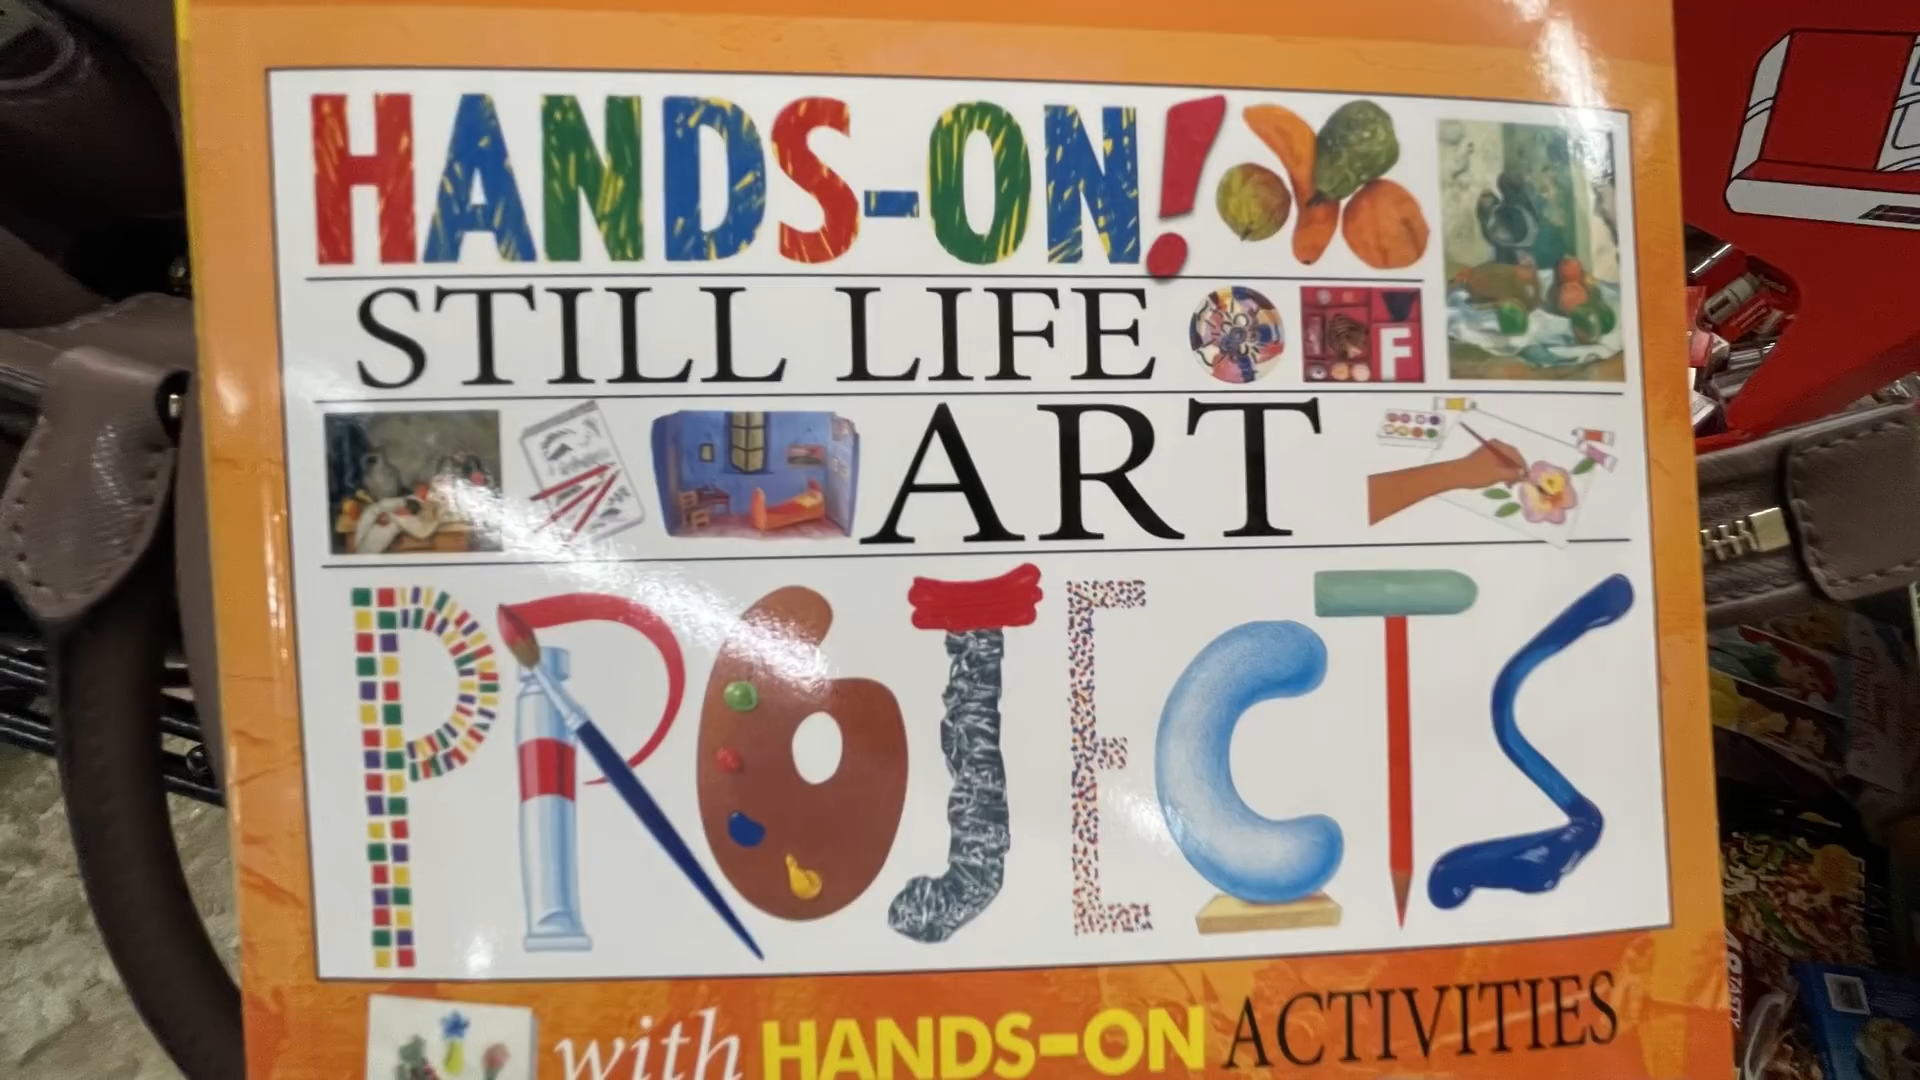 HANDS-ON!
STILL LIFE
F
ART
PROJECTS
with HANDS-ON ACTIVITIES